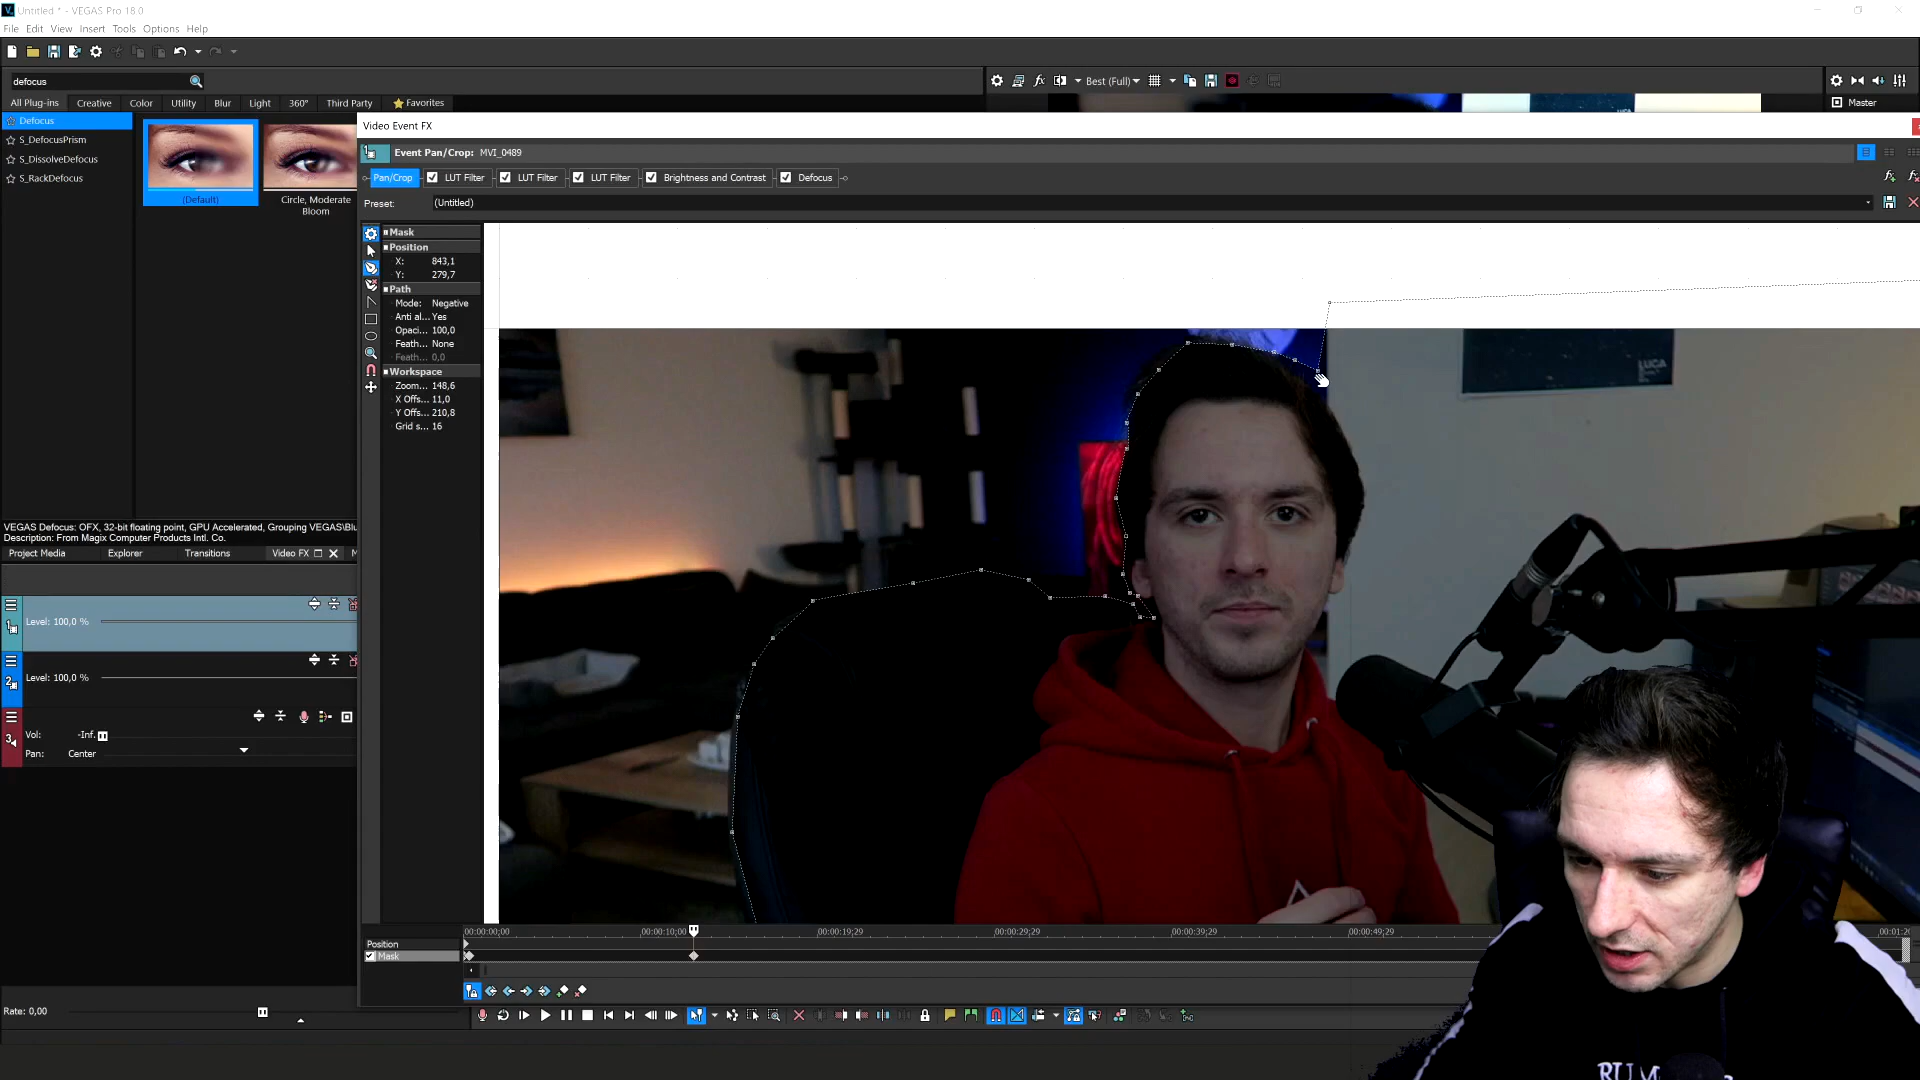 Untitled * - VEGAS Pro 18.0
File Edit View Insert Tools Options Help
defocus
Best (Full)
All Plug-ins Creative Color Utility Blur Light 360° Third Party Favorites
Master
Defocus
S_DefocusPrism
S_DissolveDefocus
S_RackDefocus
(Default)
Circle, Moderate
Bloom
Video Event FX
Event Pan/Crop: MVI_0489
Pan/Crop LUT Filter LUT Filter LUT Filter Brightness and Contrast Defocus
Preset: (Untitled)
Mask
Position
X: 843,1
Y: 279,7
Path
Mode: Negative
Anti al... Yes
Opaci... 100,0
Feath... None
Feath... 0,0
Workspace
Zoom... 148,6
X Offs... 11,0
Y Offs... 210,8
Grid s... 16
LUCA
VEGAS Defocus: OFX, 32-bit floating point, GPU Accelerated, Grouping VEGAS\Blu
Description: From Magix Computer Products Intl. Co.
Project Media Explorer Transitions Video FX M
1
Level: 100,0 %
2
Level: 100,0 %
3
Vol: -Inf.
Pan: Center
00:00:00;00 00:00:10;00 00:00:19;29 00:00:29;29 00:00:39;29 00:00:49;29 00:01:20
Position
Mask
Rate: 0,00